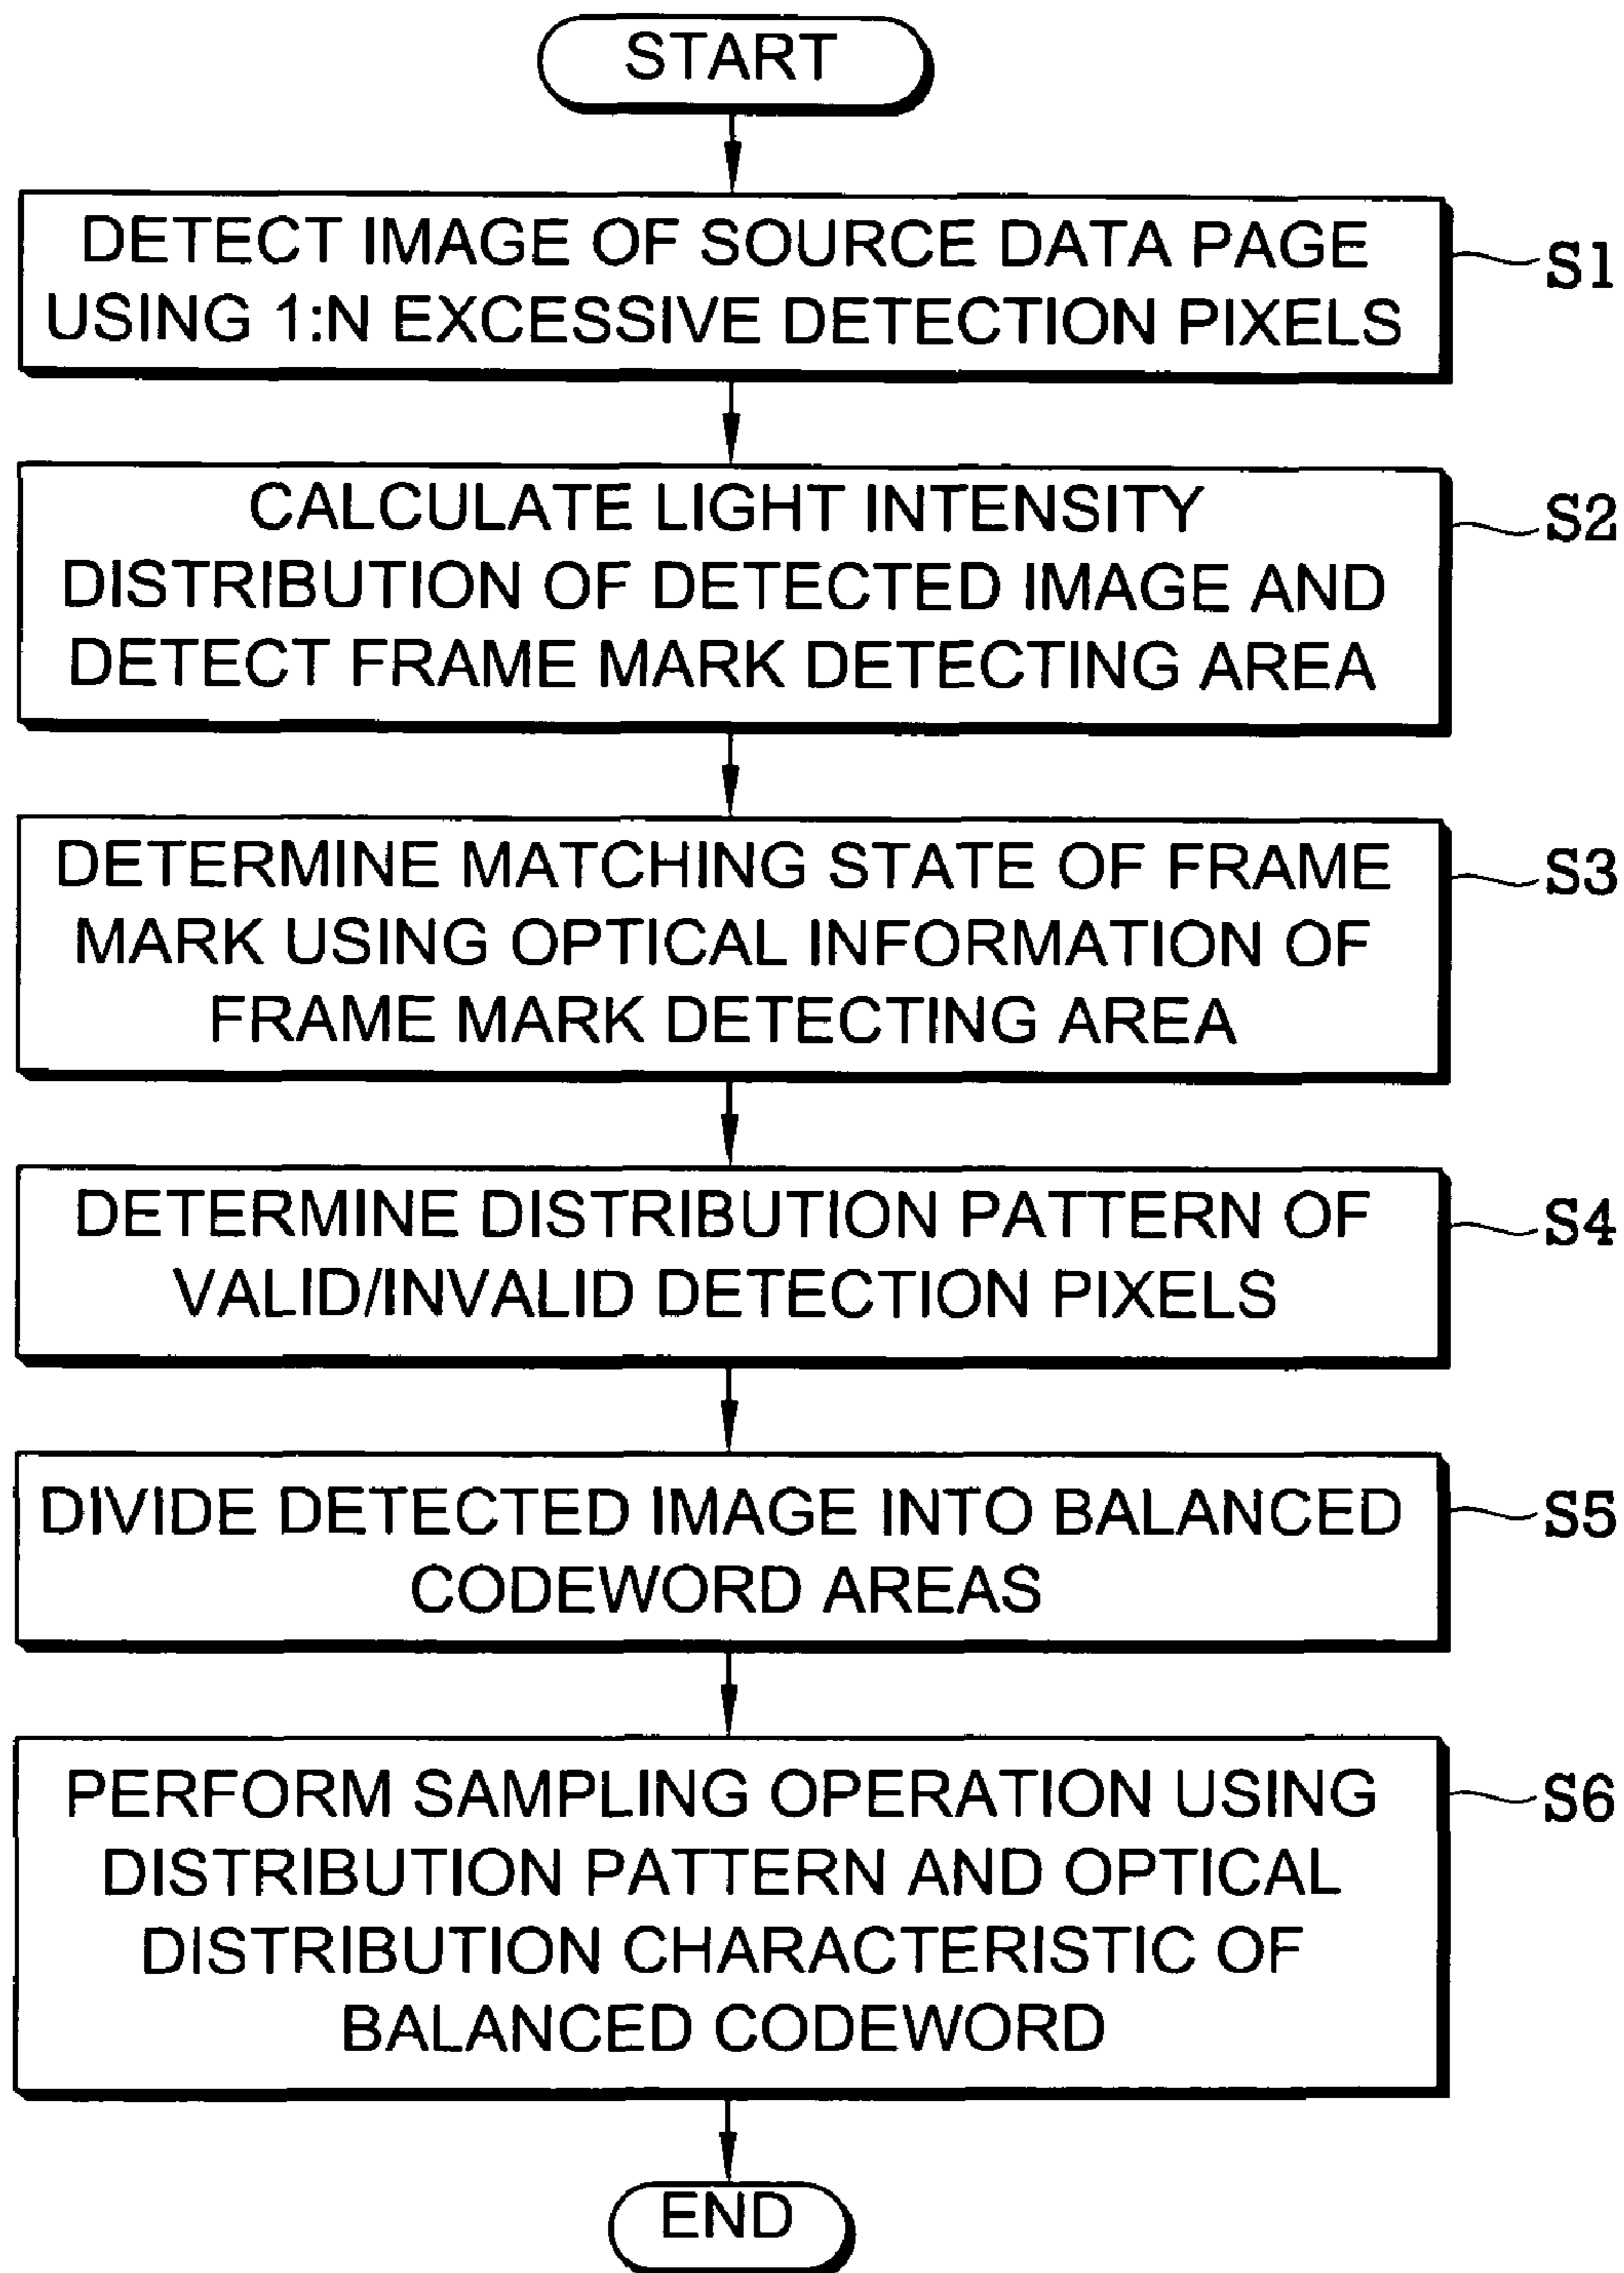 START
DETECT IMAGE OF SOURCE DATA PAGE
USING 1:N EXCESSIVE DETECTION PIXELS
S1
CALCULATE LIGHT INTENSITY
DISTRIBUTION OF DETECTED IMAGE AND
DETECT FRAME MARK DETECTING AREA
S2
DETERMINE MATCHING STATE OF FRAME
MARK USING OPTICAL INFORMATION OF
FRAME MARK DETECTING AREA
S3
DETERMINE DISTRIBUTION PATTERN OF
VALID/INVALID DETECTION PIXELS
S4
DIVIDE DETECTED IMAGE INTO BALANCED
CODEWORD AREAS
S5
PERFORM SAMPLING OPERATION USING
DISTRIBUTION PATTERN AND OPTICAL
DISTRIBUTION CHARACTERISTIC OF
BALANCED CODEWORD
S6
END